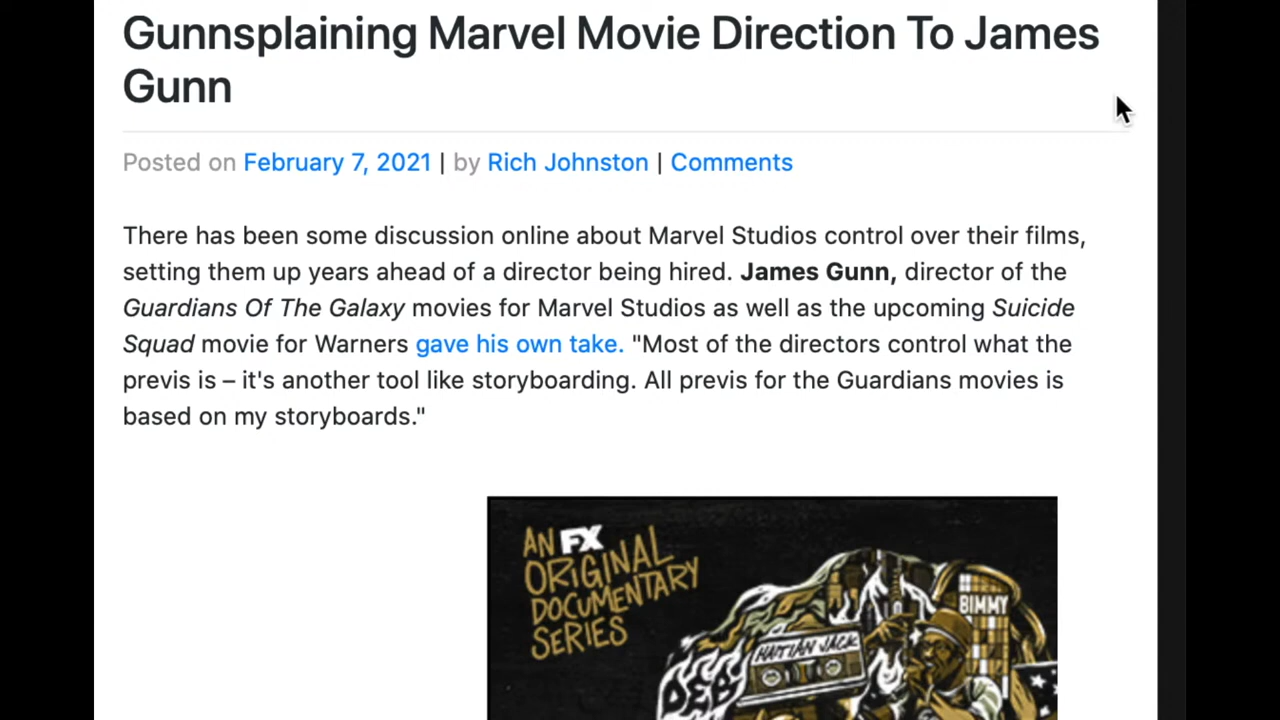 Gunnsplaining Marvel Movie Direction To James
Gunn
Posted on February 7, 2021 | by Rich Johnston | Comments
There has been some discussion online about Marvel Studios control over their films,
setting them up years ahead of a director being hired. James Gunn, director of the
Guardians Of The Galaxy movies for Marvel Studios as well as the upcoming Suicide
Squad movie for Warners gave his own take. "Most of the directors control what the
previs is – it's another tool like storyboarding. All previs for the Guardians movies is
based on my storyboards."
AN FX
ORIGINAL
DOCUMENTARY
SERIES
BIMMY
HAITIAN JACK
DEB